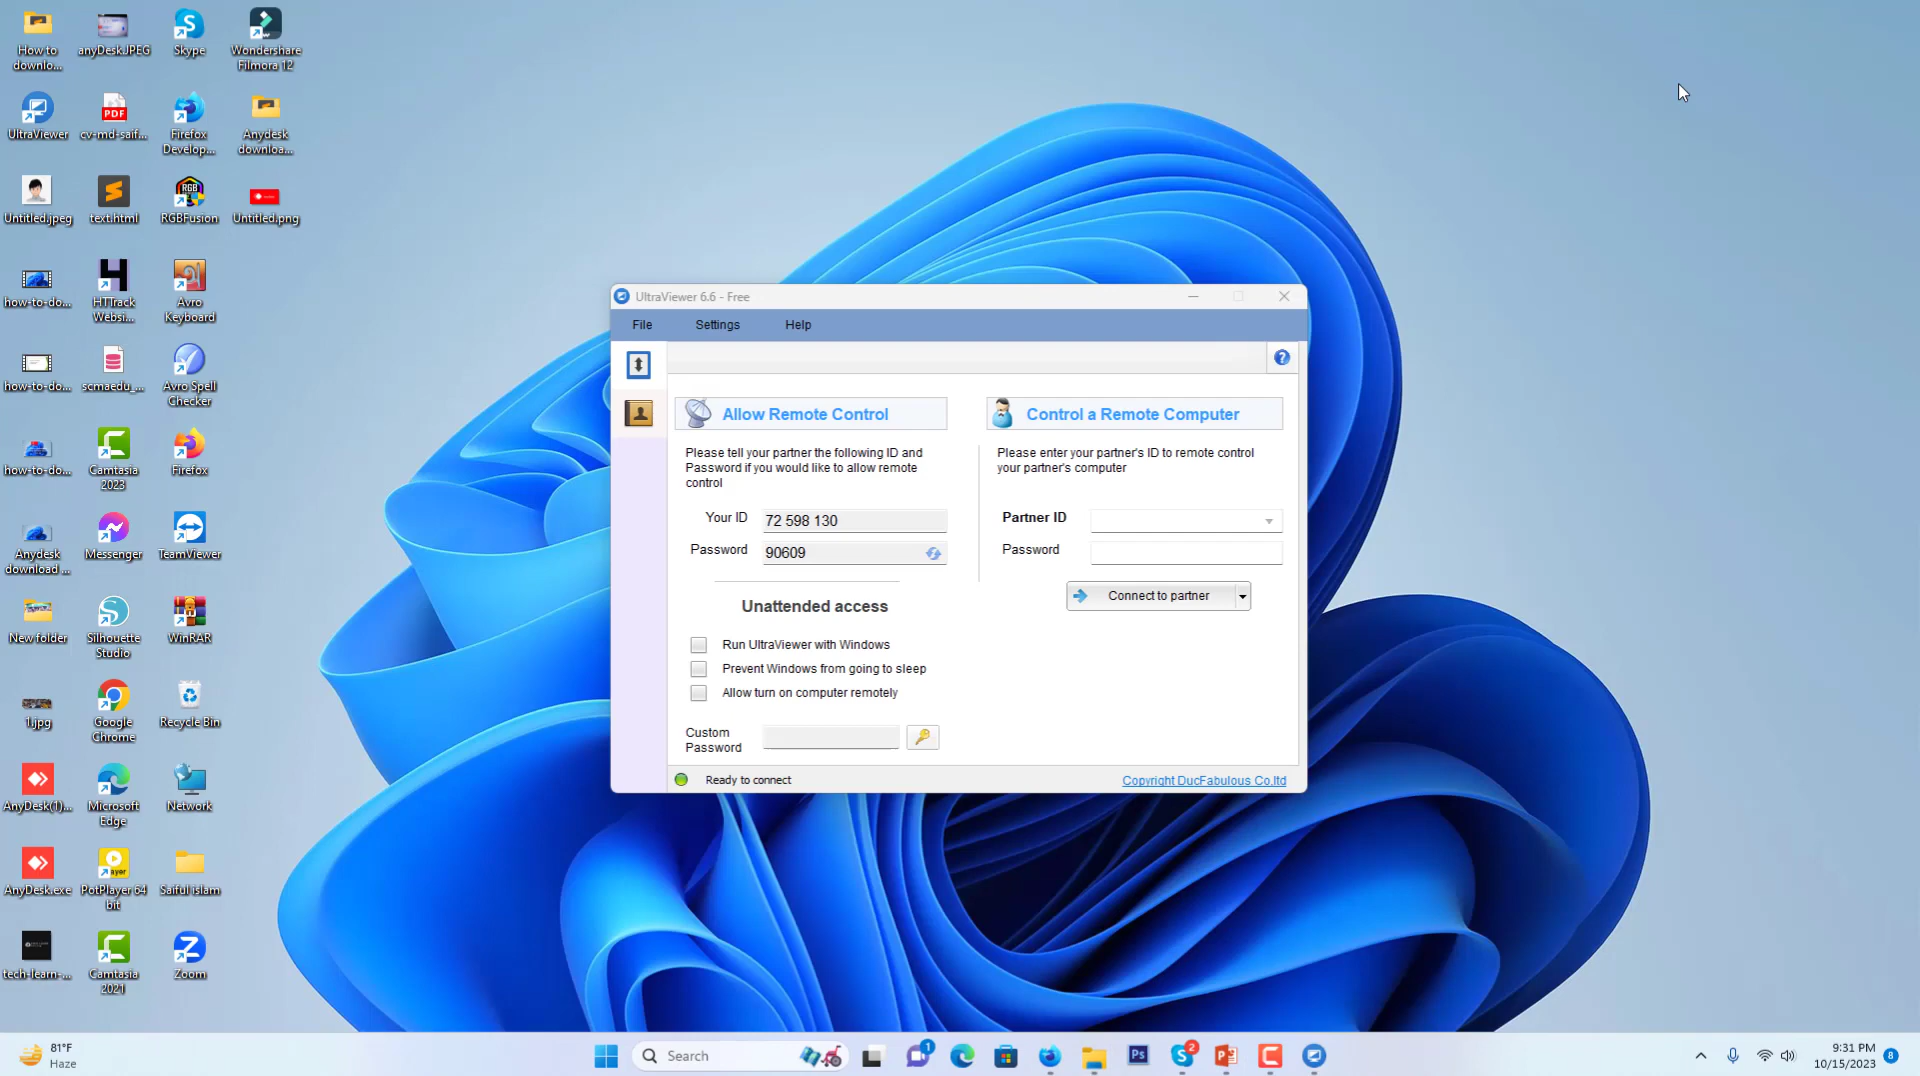 How to
downlo...
anyDesk.JPEG
Skype
Wondershare
Filmora 12
UltraViewer
PDF
cv-md-saif...
Firefox
Develop...
Anydesk
downloa...
Untitled.jpeg
text.html
RGB
RGBFusion
Untitled.png
how-to-do...
HTTrack
Websi...
Avro
Keyboard
how-to-do...
scmaedu_...
Avro Spell
Checker
how-to-do...
Camtasia
2023
Firefox
Anydesk
download ...
Messenger
TeamViewer
New folder
Silhouette
Studio
WinRAR
1.jpg
Google
Chrome
Recycle Bin
AnyDesk(1)...
Microsoft
Edge
Network
AnyDesk.exe
PotPlayer 64
bit
Saiful islam
tech-learn-...
Camtasia
2021
Zoom
UltraViewer 6.6 - Free
File
Settings
Help
Allow Remote Control
Please tell your partner the following ID and
Password if you would like to allow remote
control
Your ID
72 598 130
Password
90609
Unattended access
Run UltraViewer with Windows
Prevent Windows from going to sleep
Allow turn on computer remotely
Custom
Password
Control a Remote Computer
Please enter your partner's ID to remote control
your partner's computer
Partner ID
Password
Connect to partner
Ready to connect
Copyright DucFabulous Co.ltd
81°F
Haze
Search
1
Ps
2
9:31 PM
10/15/2023
8